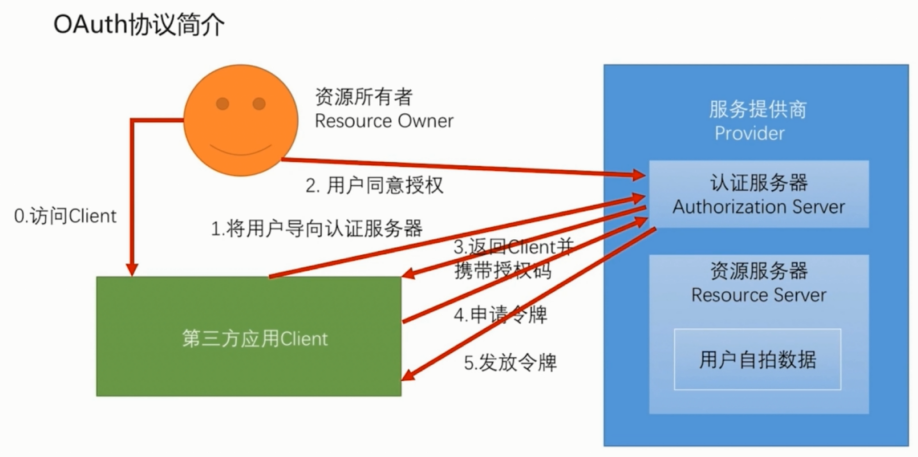 OAuth协议简介
资源所有者
Resource Owner
服务提供商
Provider
2. 用户同意授权
认证服务器
Authorization Server
0.访问Client
1.将用户导向认证服务器
3.返回Client并
携带授权码
资源服务器
Resource Server
4.申请令牌
第三方应用Client
5.发放令牌
用户自拍数据